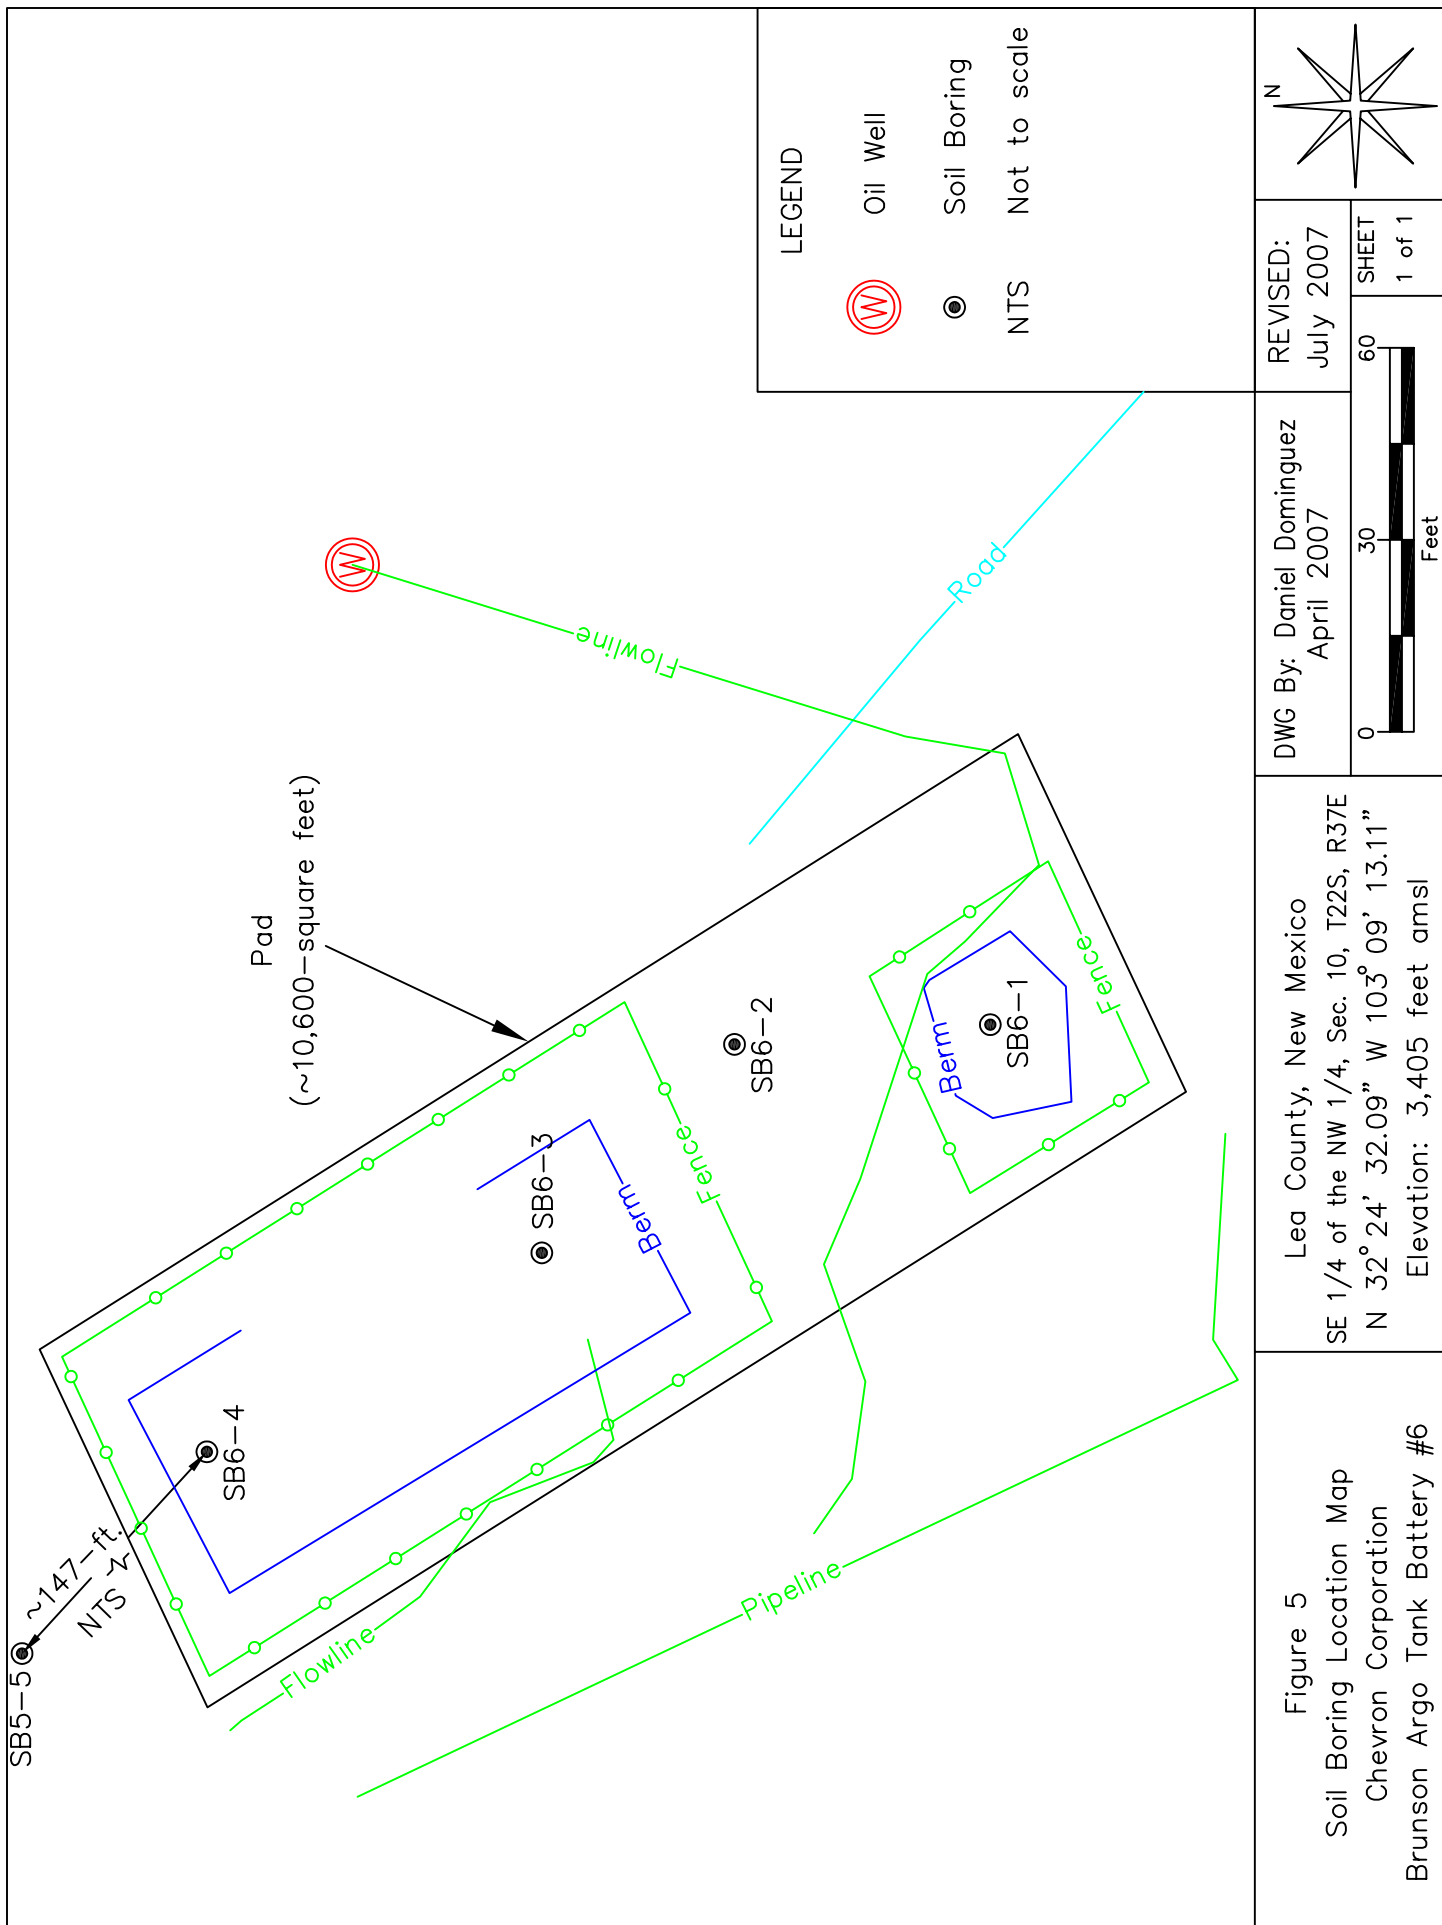 SB5-5
~147-ft.
NTS
SB6-4
Pad
(~10,600-square feet)
SB6-3
SB6-2
SB6-1
Berm
Fence
Berm
Fence
Flowline
Flowline
Pipeline
Road
W
LEGEND
W Oil Well
Soil Boring
NTS Not to scale
Figure 5
Soil Boring Location Map
Chevron Corporation
Brunson Argo Tank Battery #6
Lea County, New Mexico
SE 1/4 of the NW 1/4, Sec. 10, T22S, R37E
N 32° 24' 32.09" W 103° 09' 13.11"
Elevation: 3,405 feet amsl
DWG By: Daniel Dominguez
April 2007
REVISED:
July 2007
0 30 60
Feet
SHEET
1 of 1
N